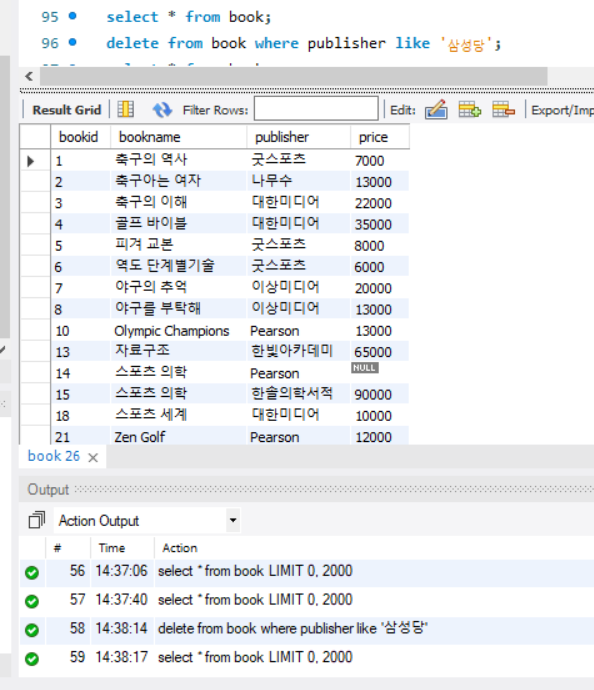 95 select * from book;
96 delete from book where publisher like '삼성당';
Result Grid Filter Rows: Edit: Export/Imp
bookid bookname publisher price
1 축구의 역사 굿스포츠 7000
2 축구아는 여자 나무수 13000
3 축구의 이해 대한미디어 22000
4 골프 바이블 대한미디어 35000
5 피겨 교본 굿스포츠 8000
6 역도 단계별기술 굿스포츠 6000
7 야구의 추억 이상미디어 20000
8 야구를 부탁해 이상미디어 13000
10 Olympic Champions Pearson 13000
13 자료구조 한빛아카데미 65000
14 스포츠 의학 Pearson NULL
15 스포츠 의학 한솔의학서적 90000
18 스포츠 세계 대한미디어 10000
21 Zen Golf Pearson 12000
book 26
Output
Action Output
# Time Action
56 14:37:06 select * from book LIMIT 0, 2000
57 14:37:40 select * from book LIMIT 0, 2000
58 14:38:14 delete from book where publisher like '삼성당'
59 14:38:17 select * from book LIMIT 0, 2000